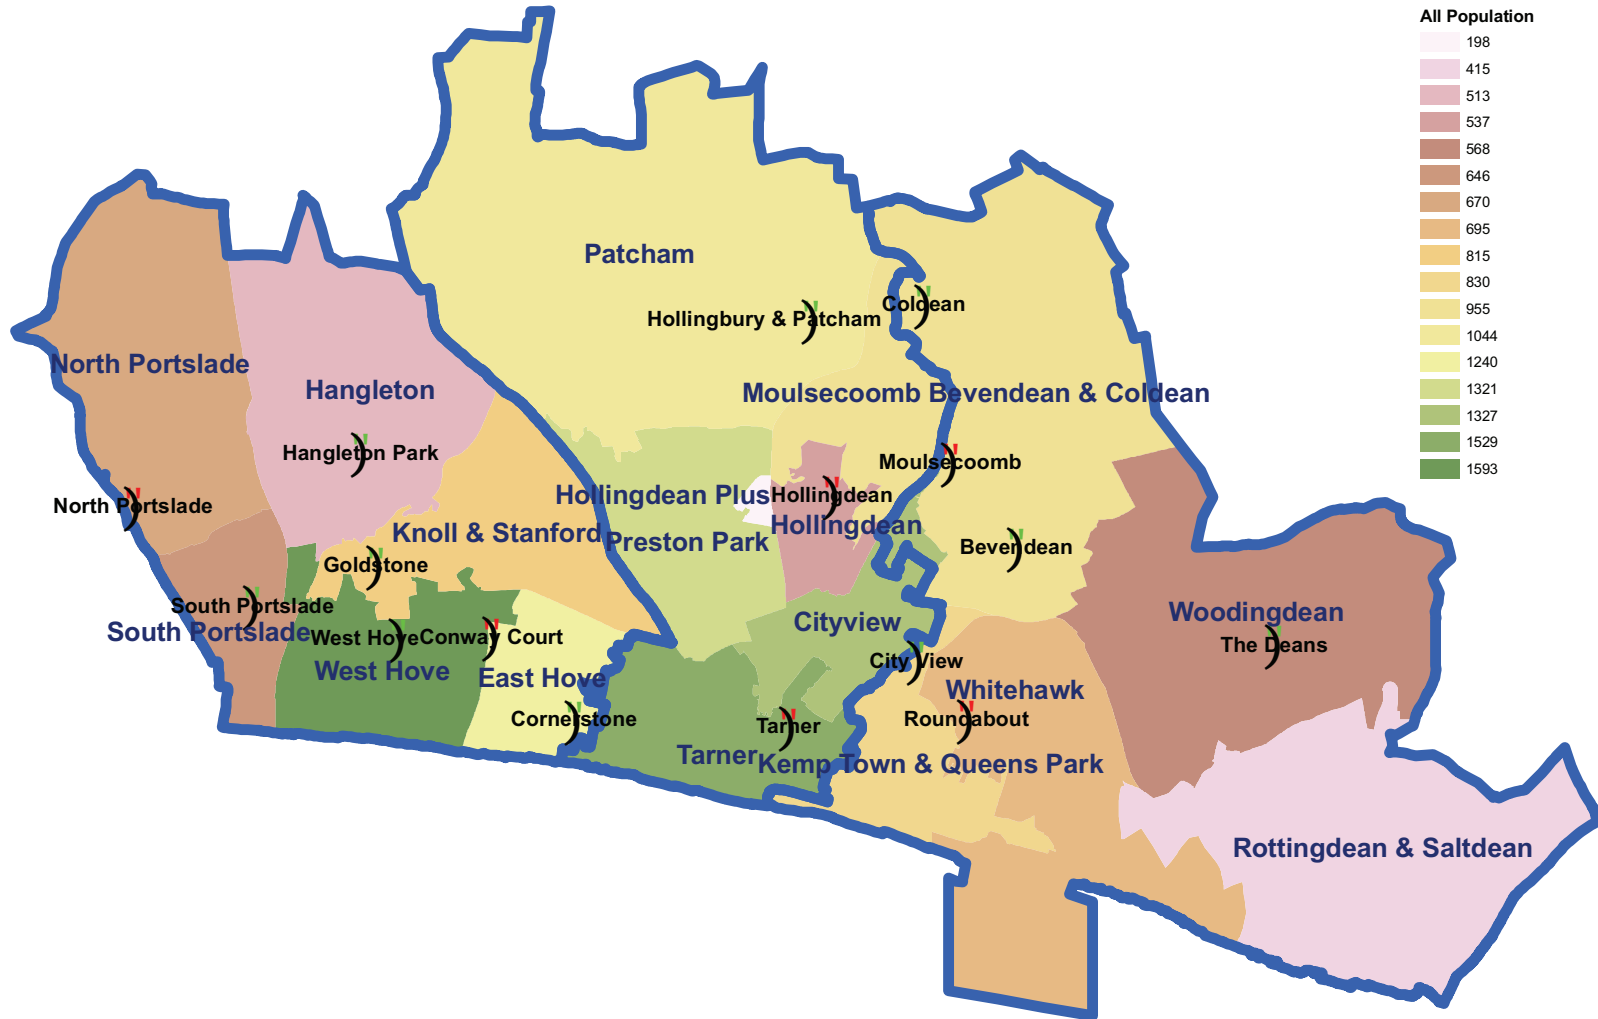 All Population
198
415
513
537
568
646
670
695
815
830
955
1044
1240
1321
1327
1529
1593
Patcham
Coldean
Hollingbury & Patcham
North Portslade
Hangleton
Moulsecoomb Bevendean & Coldean
Hangleton Park
Moulsecoomb
Hollingdean Plus
Hollingdean
North Portslade
Hollingdean
Knoll & Stanford
Preston Park
Bevendean
Goldstone
South Portslade
Woodingdean
Cityview
South Portslade
West Hove
Conway Court
The Deans
City View
West Hove
East Hove
Whitehawk
Cornerstone
Tarner
Roundabout
Tarner
Kemp Town & Queens Park
Rottingdean & Saltdean